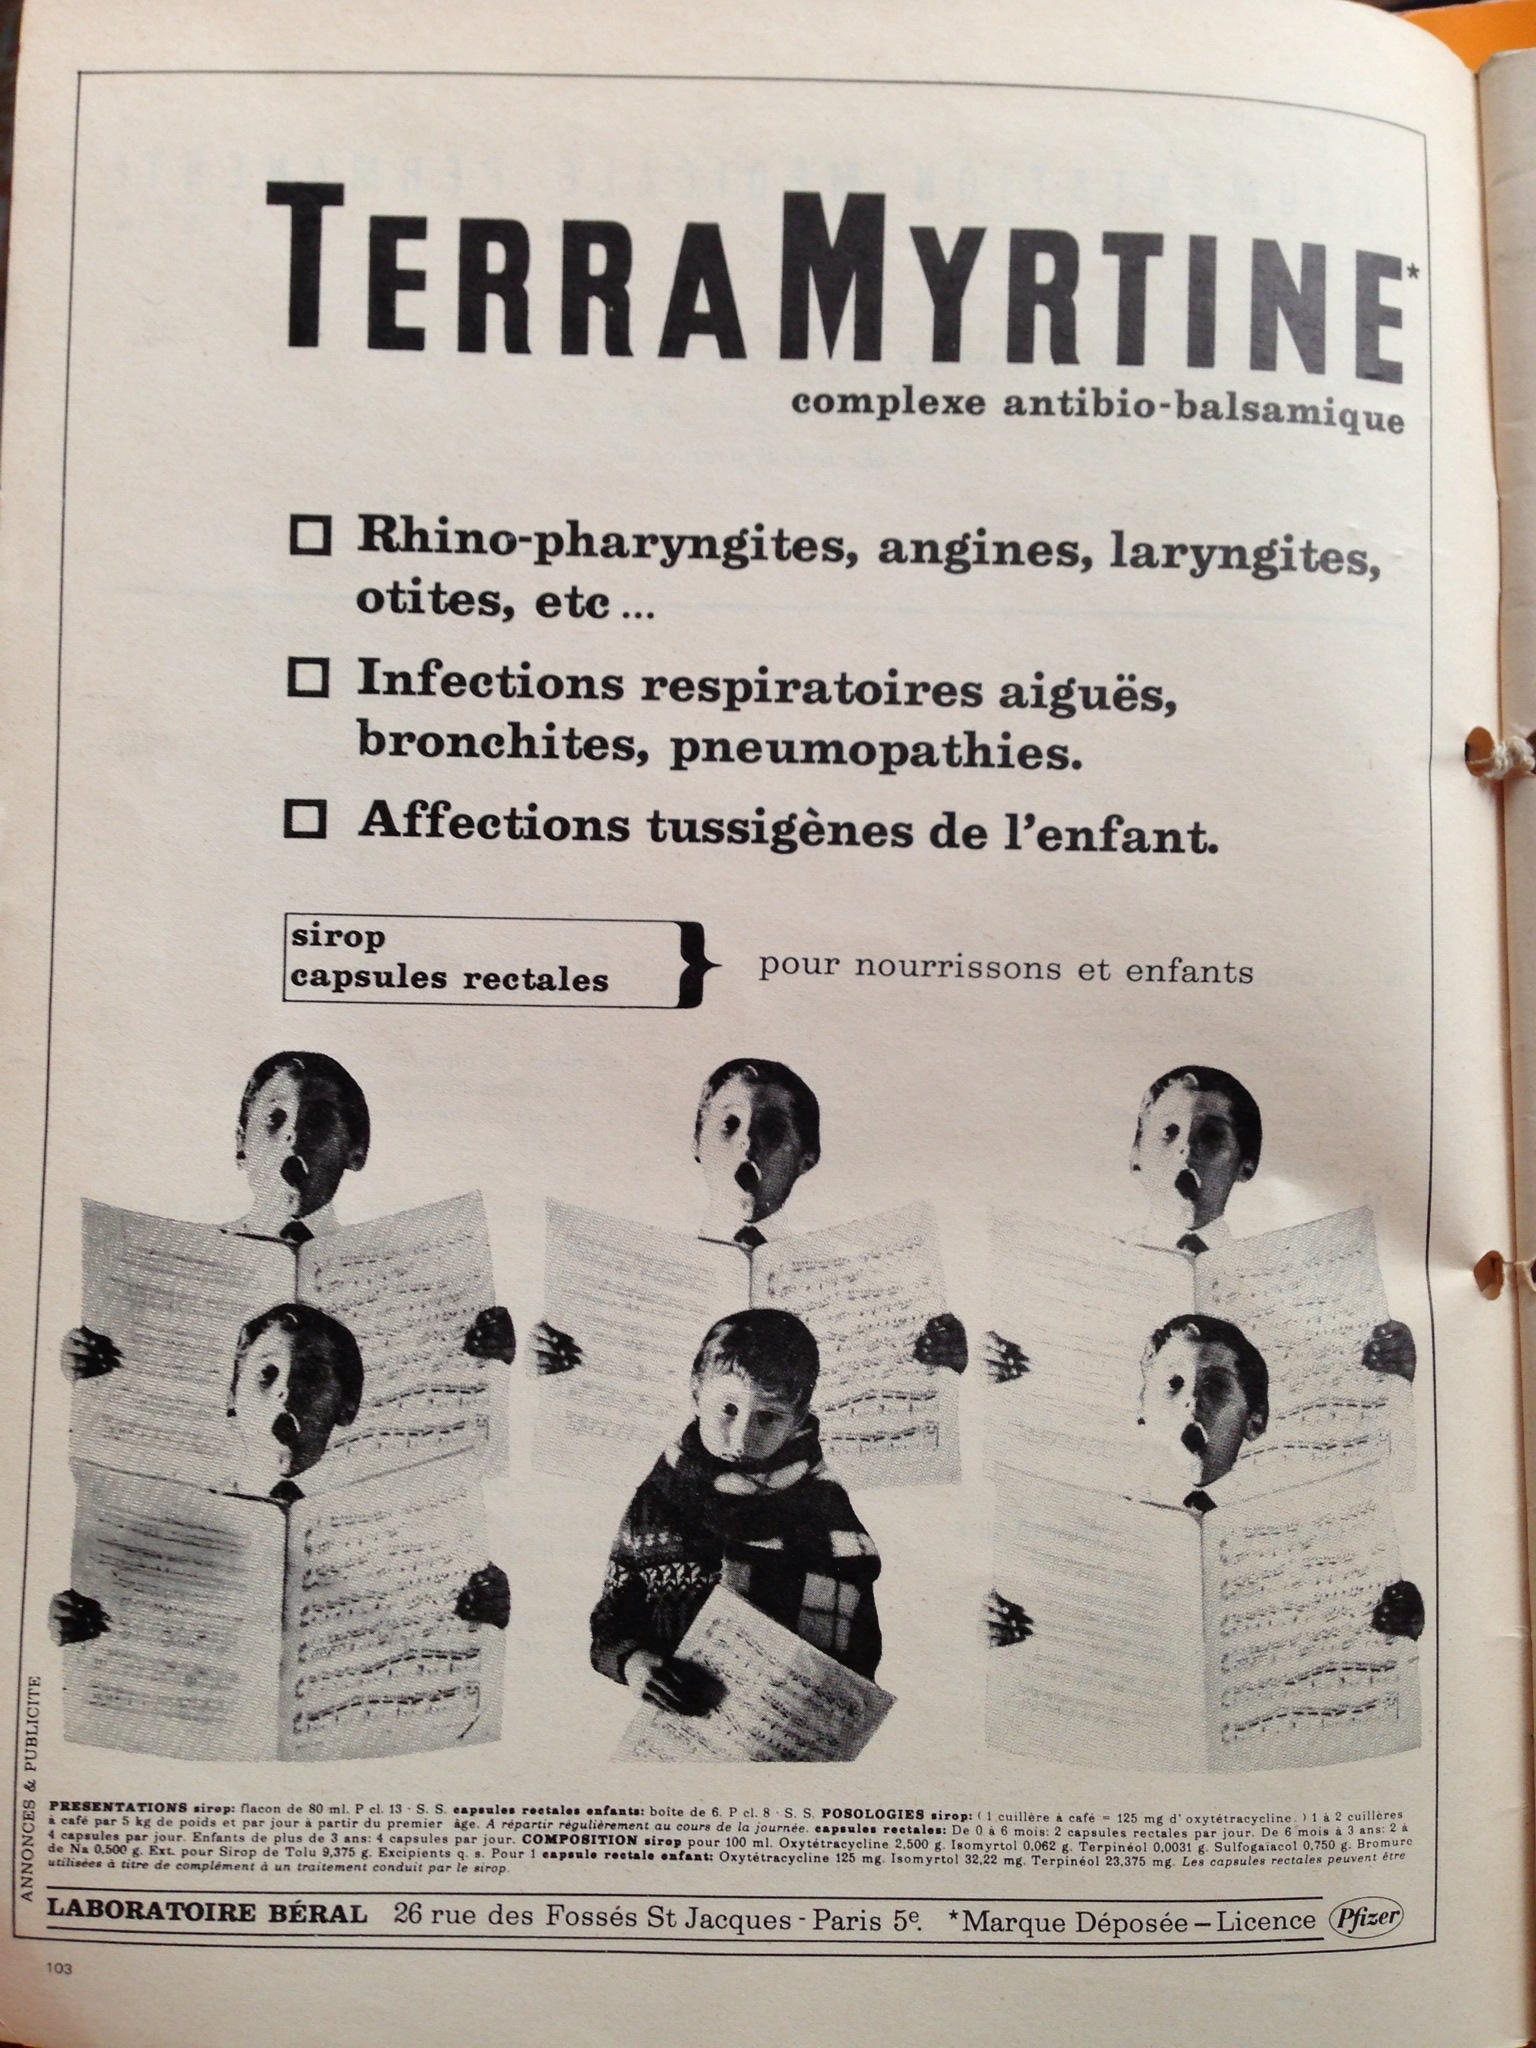 TERRAMYRTINE*
complexe antibio-balsamique
Rhino-pharyngites, angines, laryngites,
otites, etc ...
Infections respiratoires aiguës,
bronchites, pneumopathies.
Affections tussigènes de l'enfant.
sirop
capsules rectales
pour nourrissons et enfants
PRESENTATIONS sirop: flacon de 80 ml. P cl. 13 - S. S. capsules rectales enfants: boîte de 6. P cl. 8 - S. S. POSOLOGIES sirop: ( 1 cuillère à café = 125 mg d'oxytétracycline. ) 1 à 2 cuillères
à café par 5 kg de poids et par jour à partir du premier âge. A répartir régulièrement au cours de la journée. capsules rectales: De 0 à 6 mois: 2 capsules rectales par jour. De 6 mois à 3 ans: 2 à
4 capsules par jour. Enfants de plus de 3 ans: 4 capsules par jour. COMPOSITION sirop pour 100 ml. Oxytétracycline 2,500 g. Isomyrtol 0,062 g. Terpinéol 0,0031 g. Sulfogaïacol 0,750 g. Bromure
de Na 0,500 g. Ext. pour Sirop de Tolu 9,375 g. Excipients q. s. Pour 1 capsule rectale enfant: Oxytétracycline 125 mg. Isomyrtol 32,22 mg. Terpinéol 23,375 mg. Les capsules rectales peuvent être
utilisées à titre de complément à un traitement conduit par le sirop.
ANNONCES & PUBLICITE
LABORATOIRE BÉRAL 26 rue des Fossés St Jacques - Paris 5e. *Marque Déposée – Licence Pfizer
103